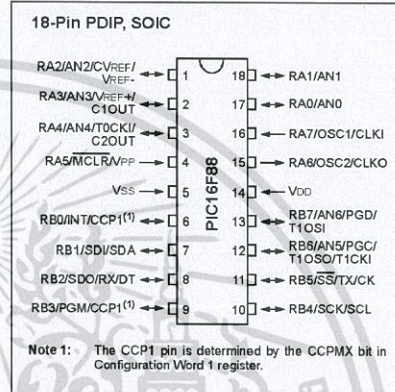 18-Pin PDIP, SOIC
RA2/AN2/CVREF/
VREF-
RA3/AN3/VREF+/
C1OUT
RA4/AN4/T0CKI/
C2OUT
RA5/MCLR/VPP
VSS
RB0/INT/CCP1(1)
RB1/SDI/SDA
RB2/SDO/RX/DT
RB3/PGM/CCP1(1)
1
2
3
4
5
6
7
8
9
PIC16F88
18
17
16
15
14
13
12
11
10
RA1/AN1
RA0/AN0
RA7/OSC1/CLKI
RA6/OSC2/CLKO
VDD
RB7/AN6/PGD/
T1OSI
RB6/AN5/PGC/
T1OSO/T1CKI
RB5/SS/TX/CK
RB4/SCK/SCL
Note 1: The CCP1 pin is determined by the CCPMX bit in
Configuration Word 1 register.